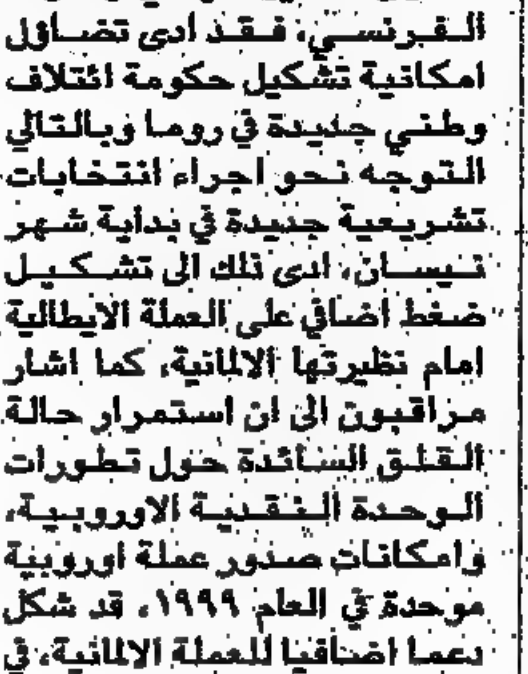 الفرنسي، فقد ادى تضاؤل
امكانية تشكيل حكومة ائتلاف
وطني جديدة في روما وبالتالي
التوجه نحو اجراء انتخابات
تشريعية جديدة في بداية شهر
نيسان، ادى ذلك الى تشكيل
ضغط اضافي على العملة الايطالية
امام نظيرتها الالمانية، كما اشار
مراقبون الى ان استمرار حالة
القلق السائدة حول تطورات
الوحدة النقدية الاوروبية،
وامكانات صدور عملة اوروبية
موحدة في العام ١٩٩٩، قد شكل
دعما اضافيا للعملة الالمانية، في